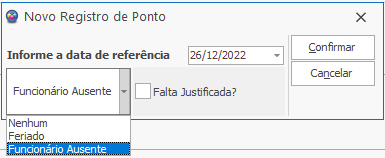 Novo Registro de Ponto
Informe a data de referência 26/12/2022
Confirmar
Cancelar
Funcionário Ausente
Falta Justificada?
Nenhum
Feriado
Funcionário Ausente